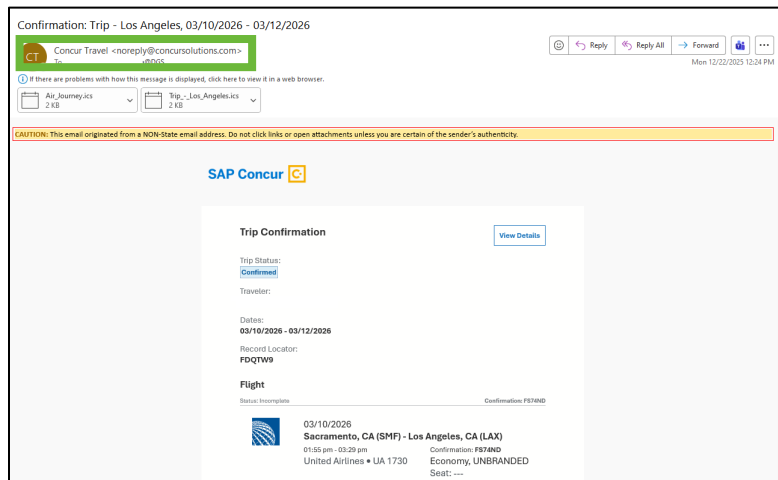 Confirmation: Trip - Los Angeles, 03/10/2026 - 03/12/2026
CT
Concur Travel <noreply@concursolutions.com>
To @DGS
Reply
Reply All
Forward
Mon 12/22/2025 12:24 PM
If there are problems with how this message is displayed, click here to view it in a web browser.
Air_Journey.ics
2 KB
Trip_-_Los_Angeles.ics
2 KB
CAUTION: This email originated from a NON-State email address. Do not click links or open attachments unless you are certain of the sender's authenticity.
SAP Concur C.
Trip Confirmation
View Details
Trip Status:
Confirmed
Traveler:
Dates:
03/10/2026 - 03/12/2026
Record Locator:
FDQTW9
Flight
Status: Incomplete
Confirmation: FS74ND
03/10/2026
Sacramento, CA (SMF) - Los Angeles, CA (LAX)
01:55 pm - 03:29 pm
Confirmation: FS74ND
United Airlines • UA 1730
Economy, UNBRANDED
Seat: ---